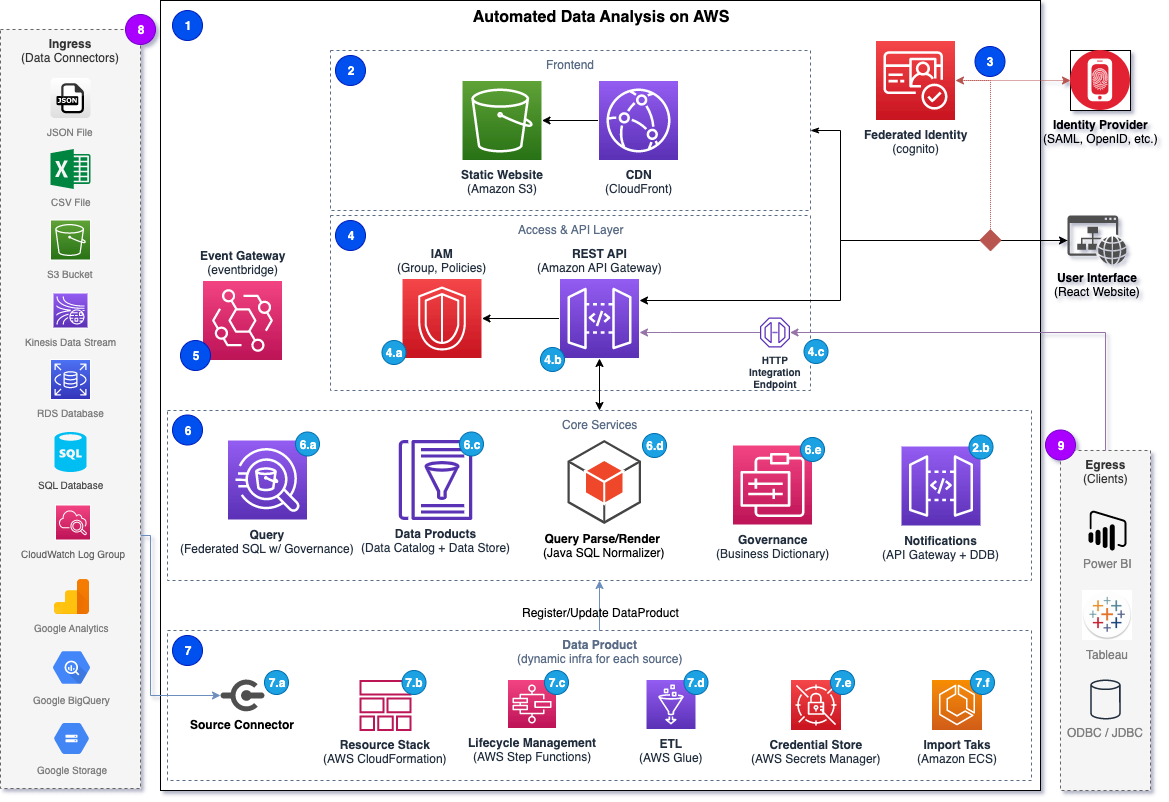 Automated Data Analysis on AWS
1
8
Ingress
(Data Connectors)
JSON
JSON File
X
CSV File
S3 Bucket
Kinesis Data Stream
RDS Database
SQL
SQL Database
CloudWatch Log Group
Google Analytics
Google BigQuery
Google Storage
2
Frontend
Static Website
(Amazon S3)
CDN
(CloudFront)
Federated Identity
(cognito)
3
Identity Provider
(SAML, OpenID, etc.)
User Interface
(React Website)
4
Access & API Layer
IAM
(Group, Policies)
4.a
REST API
(Amazon API Gateway)
4.b
HTTP
Integration
Endpoint
4.c
Event Gateway
(eventbridge)
5
6
Core Services
6.a
Query
(Federated SQL w/ Governance)
6.c
Data Products
(Data Catalog + Data Store)
6.d
Query Parse/Render
(Java SQL Normalizer)
6.e
Governance
(Business Dictionary)
2.b
Notifications
(API Gateway + DDB)
Register/Update DataProduct
7
Data Product
(dynamic infra for each source)
7.a
Source Connector
7.b
Resource Stack
(AWS CloudFormation)
7.c
Lifecycle Management
(AWS Step Functions)
7.d
ETL
(AWS Glue)
7.e
Credential Store
(AWS Secrets Manager)
7.f
Import Taks
(Amazon ECS)
9
Egress
(Clients)
Power BI
Tableau
ODBC / JDBC